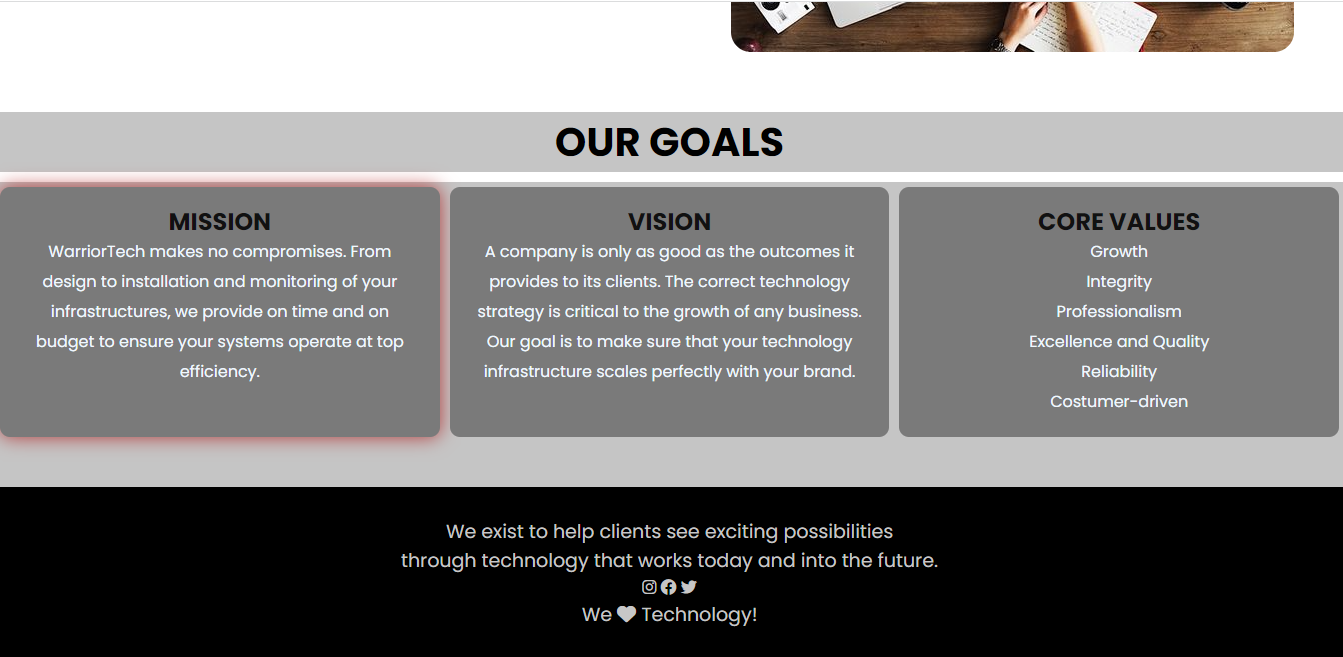 OUR GOALS
MISSION
WarriorTech makes no compromises. From
design to installation and monitoring of your
infrastructures, we provide on time and on
budget to ensure your systems operate at top
efficiency.
VISION
A company is only as good as the outcomes it
provides to its clients. The correct technology
strategy is critical to the growth of any business.
Our goal is to make sure that your technology
infrastructure scales perfectly with your brand.
CORE VALUES
Growth
Integrity
Professionalism
Excellence and Quality
Reliability
Costumer-driven
We exist to help clients see exciting possibilities
through technology that works today and into the future.
We ♥ Technology!